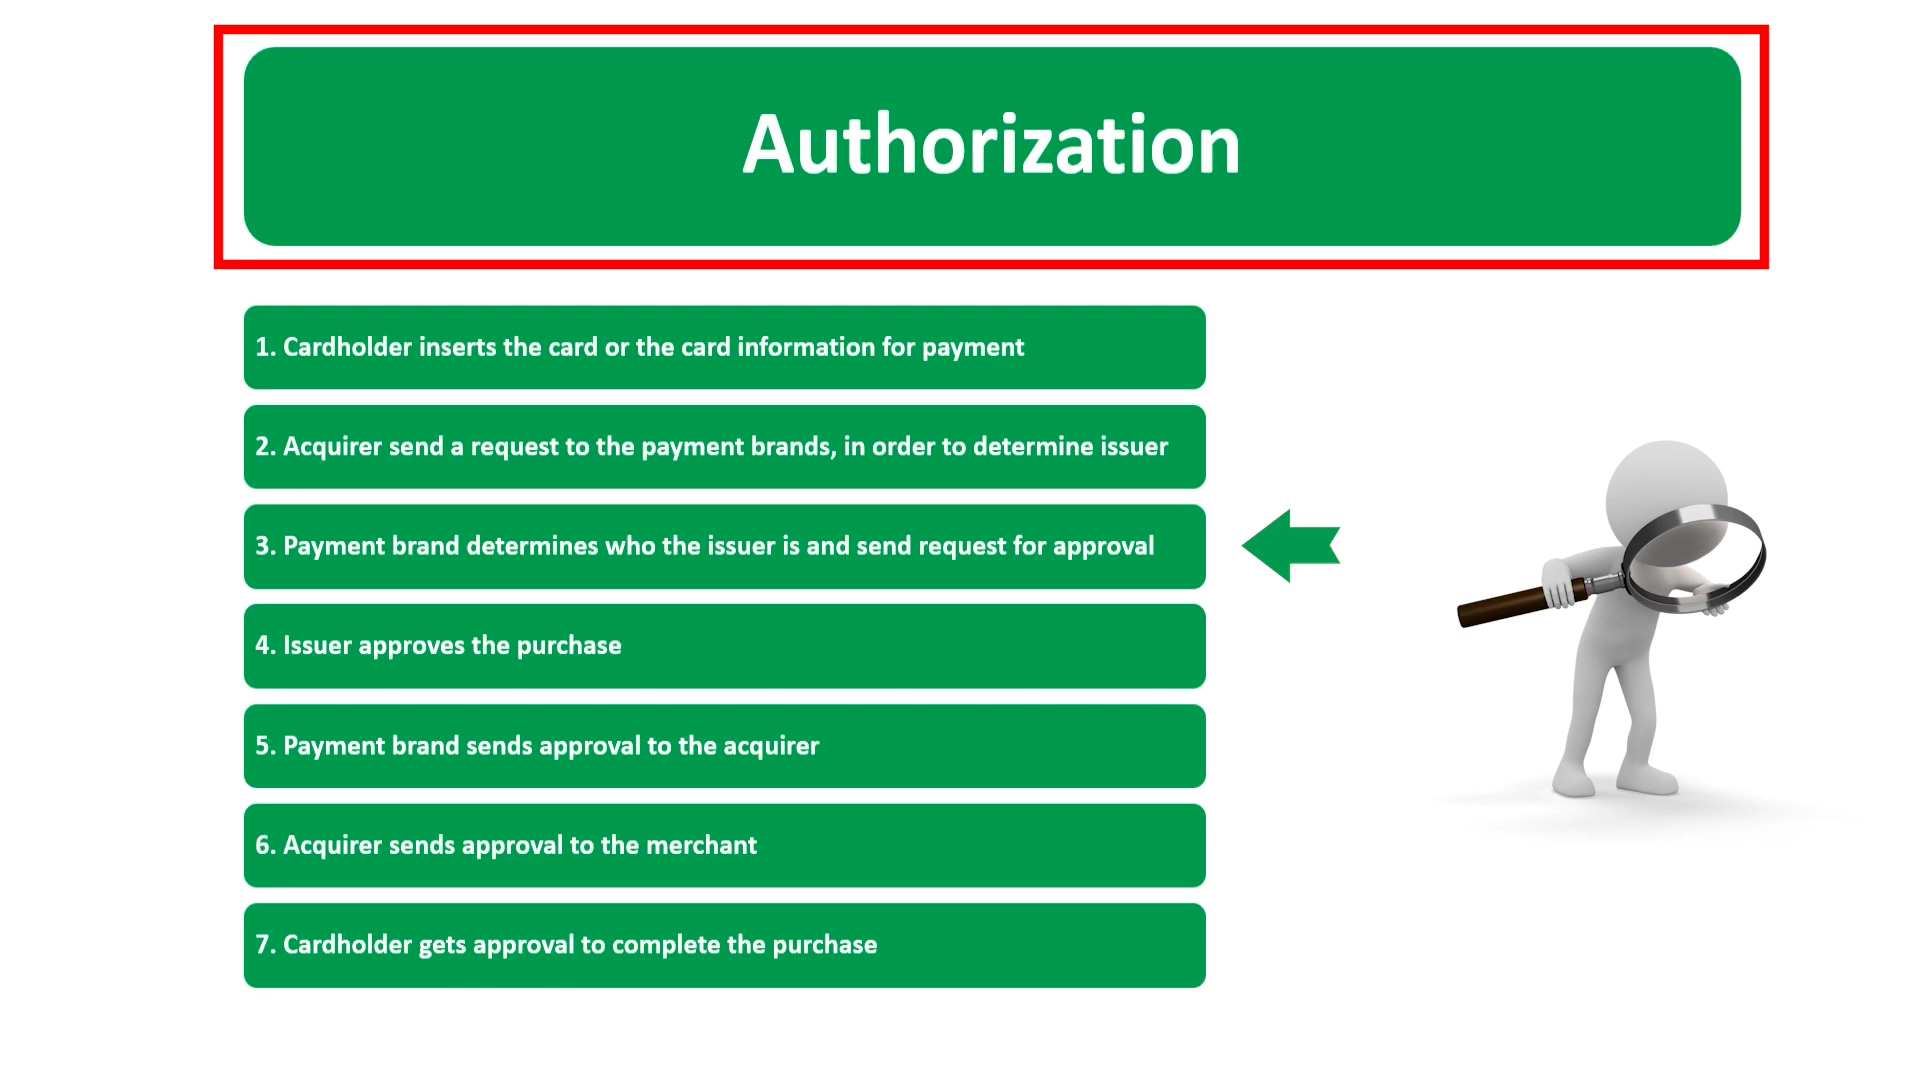 Authorization
1. Cardholder inserts the card or the card information for payment
2. Acquirer send a request to the payment brands, in order to determine issuer
3. Payment brand determines who the issuer is and send request for approval
4. Issuer approves the purchase
5. Payment brand sends approval to the acquirer
6. Acquirer sends approval to the merchant
7. Cardholder gets approval to complete the purchase